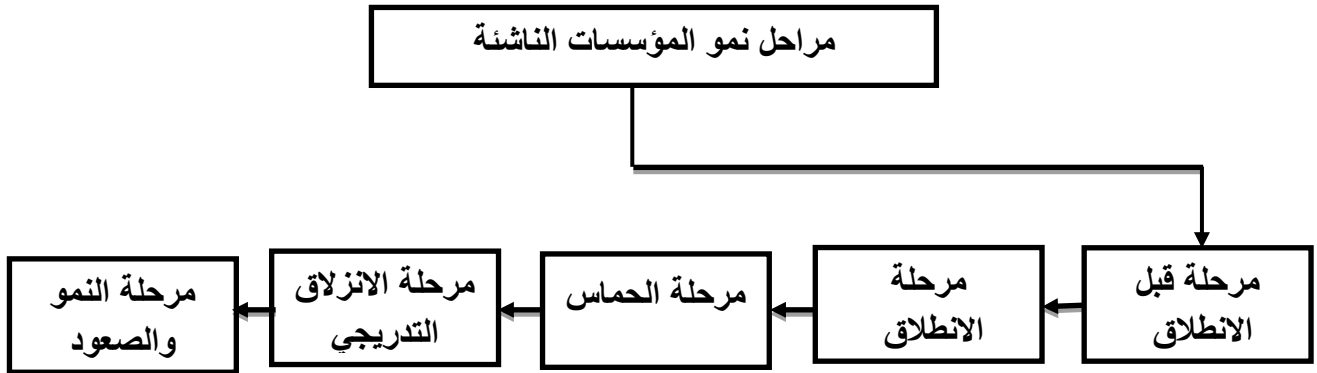 مراحل نمو المؤسسات الناشئة
مرحلة قبل
الانطلاق
مرحلة
الانطلاق
مرحلة الحماس
مرحلة الانزلاق
التدريجي
مرحلة النمو
والصعود